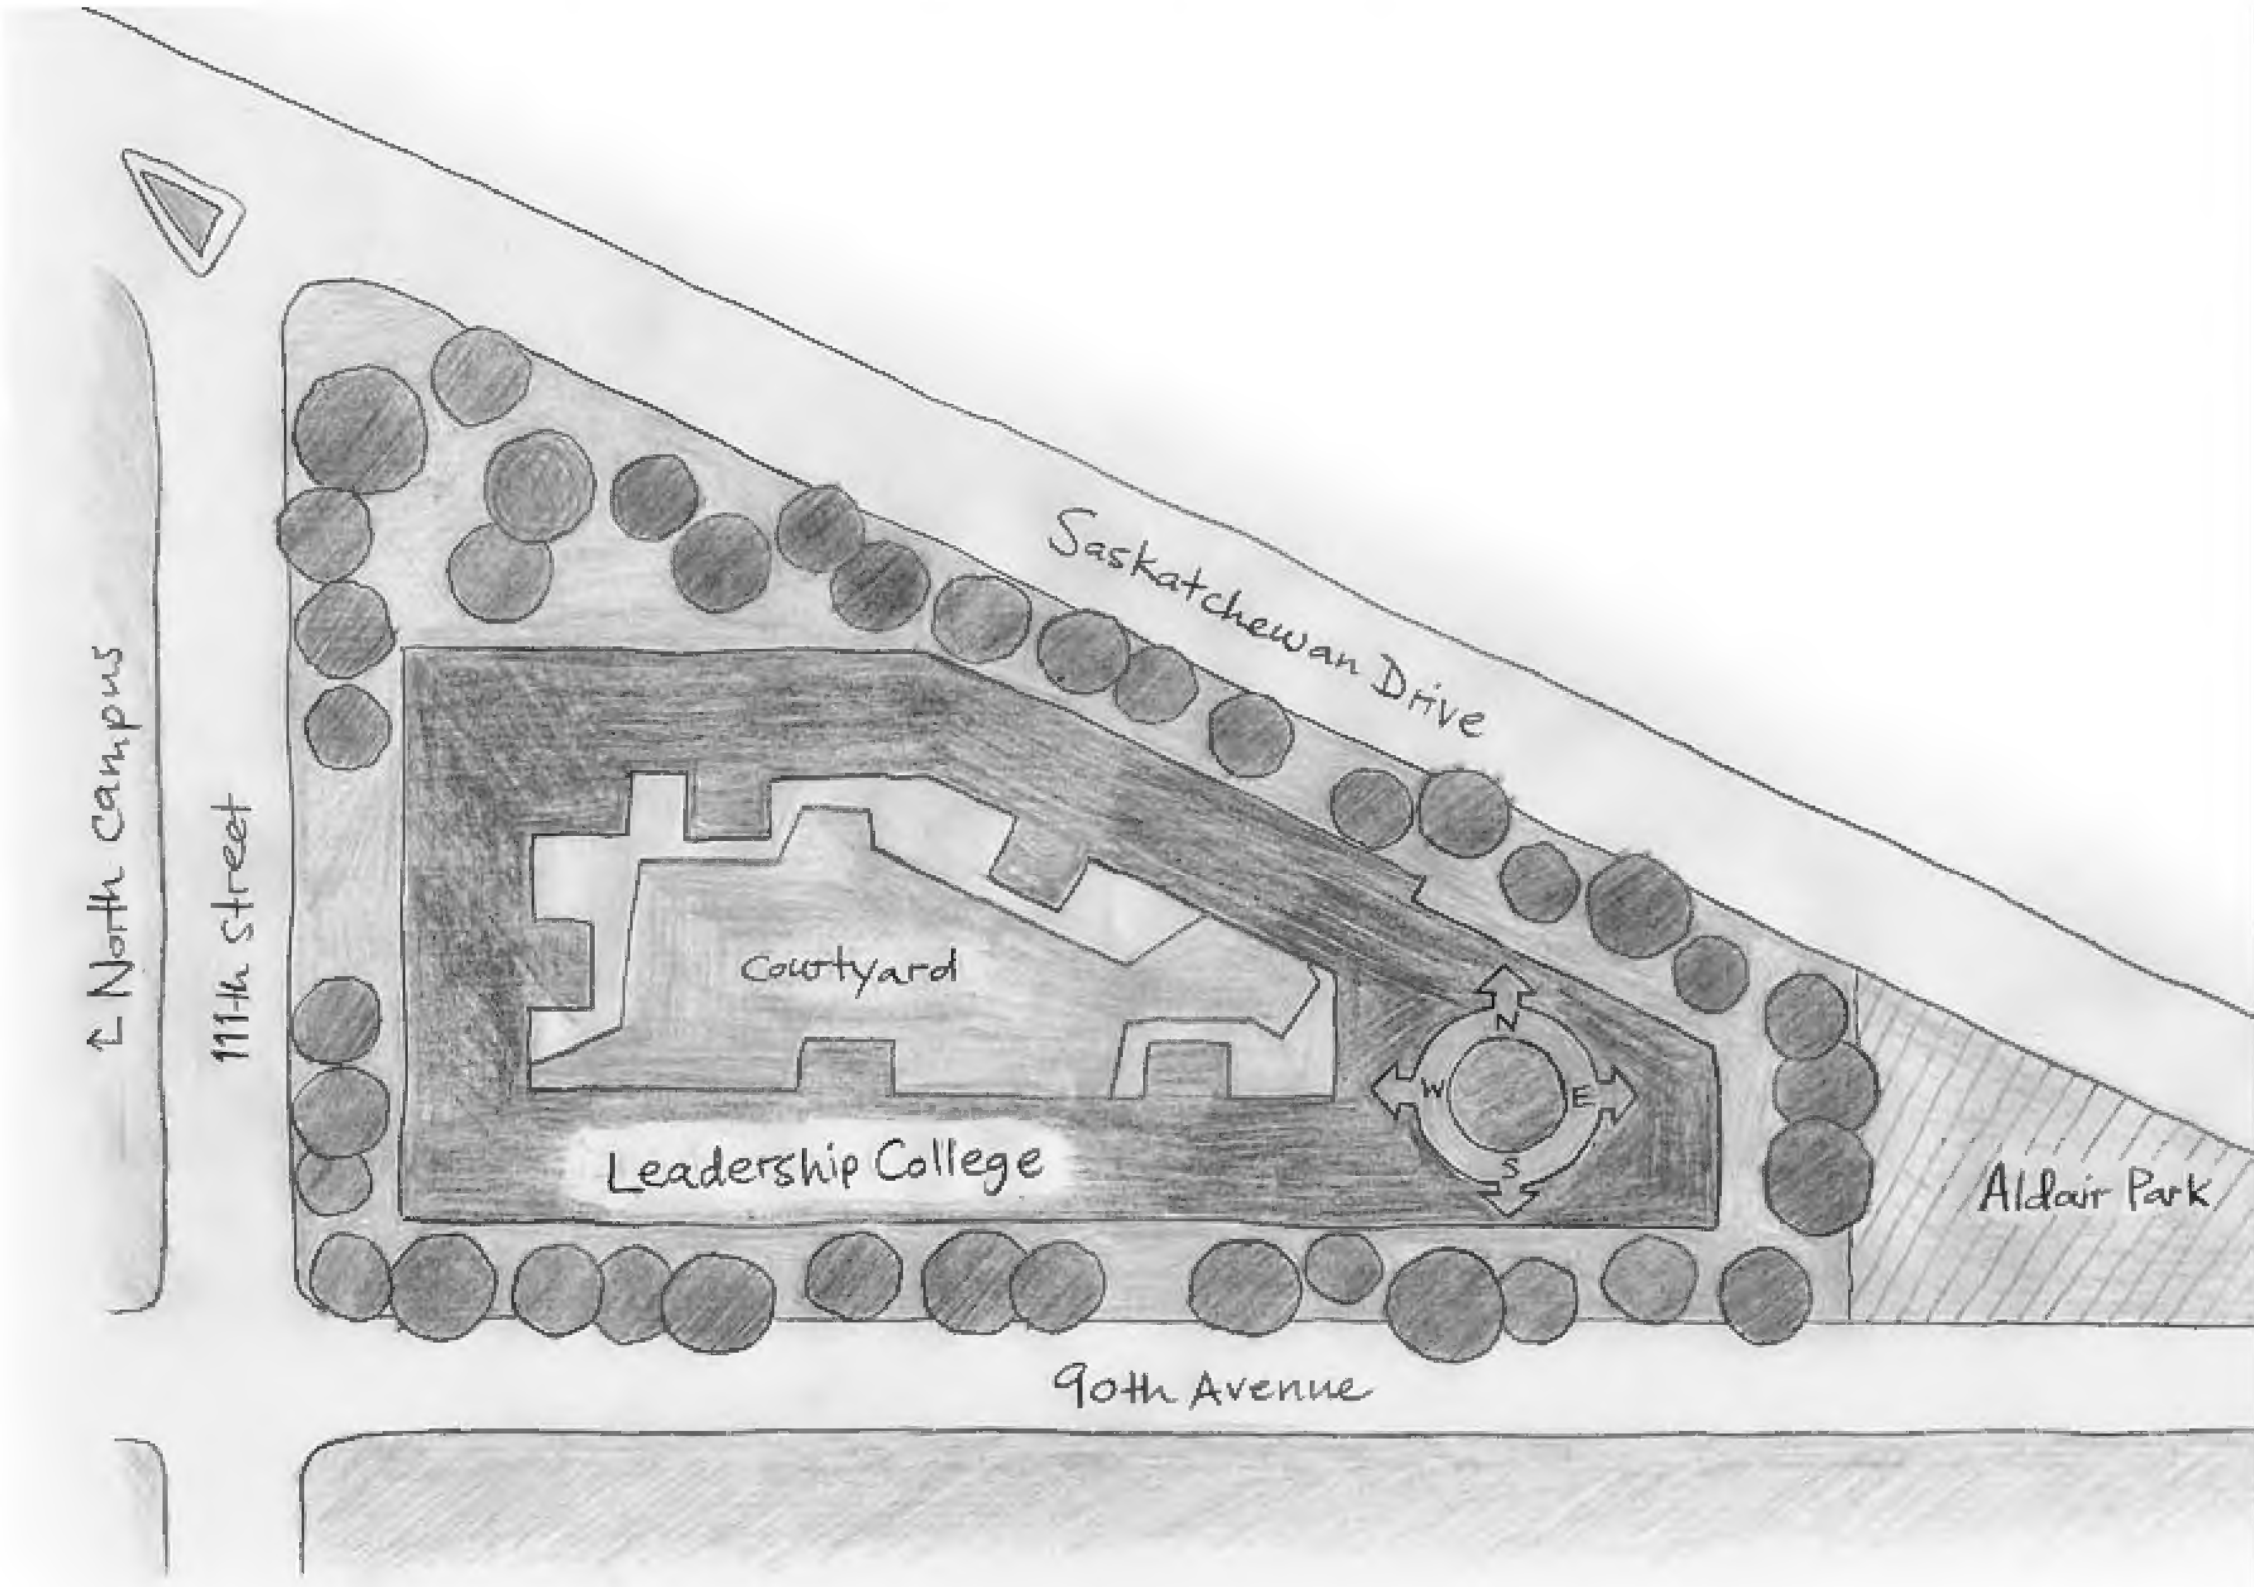 Saskatchewan Drive
← North Campus
111th Street
Courtyard
N
W
E
S
Leadership College
Aldair Park
90th Avenue